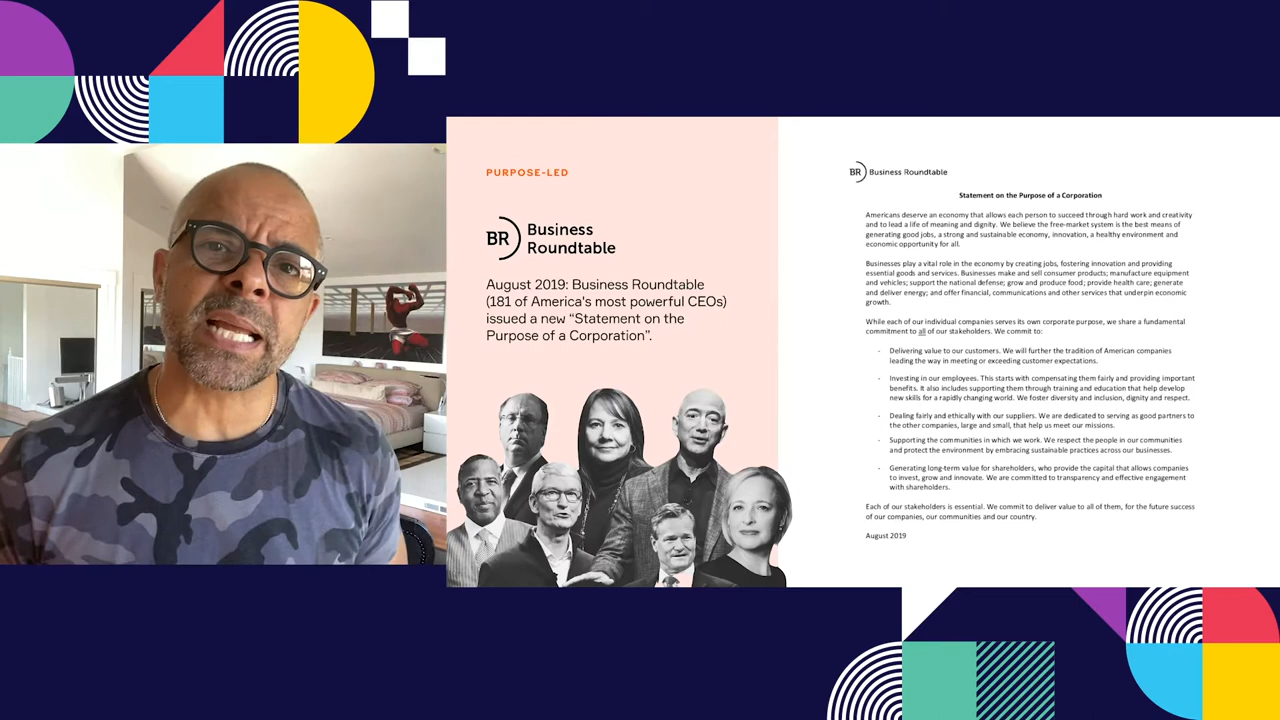 PURPOSE-LED
BR Business
Roundtable
August 2019: Business Roundtable
(181 of America's most powerful CEOs)
issued a new “Statement on the
Purpose of a Corporation”.
BR Business Roundtable
Statement on the Purpose of a Corporation
Americans deserve an economy that allows each person to succeed through hard work and creativity
and to lead a life of meaning and dignity. We believe the free-market system is the best means of
generating good jobs, a strong and sustainable economy, innovation, a healthy environment and
economic opportunity for all.
Businesses play a vital role in the economy by creating jobs, fostering innovation and providing
essential goods and services. Businesses make and sell consumer products; manufacture equipment
and vehicles; support the national defense; grow and produce food; provide health care; generate
and deliver energy; and offer financial, communications and other services that underpin economic
growth.
While each of our individual companies serves its own corporate purpose, we share a fundamental
commitment to all of our stakeholders. We commit to:
- Delivering value to our customers. We will further the tradition of American companies
leading the way in meeting or exceeding customer expectations.
- Investing in our employees. This starts with compensating them fairly and providing important
benefits. It also includes supporting them through training and education that help develop
new skills for a rapidly changing world. We foster diversity and inclusion, dignity and respect.
- Dealing fairly and ethically with our suppliers. We are dedicated to serving as good partners to
the other companies, large and small, that help us meet our missions.
- Supporting the communities in which we work. We respect the people in our communities
and protect the environment by embracing sustainable practices across our businesses.
- Generating long-term value for shareholders, who provide the capital that allows companies
to invest, grow and innovate. We are committed to transparency and effective engagement
with shareholders.
Each of our stakeholders is essential. We commit to deliver value to all of them, for the future success
of our companies, our communities and our country.
August 2019